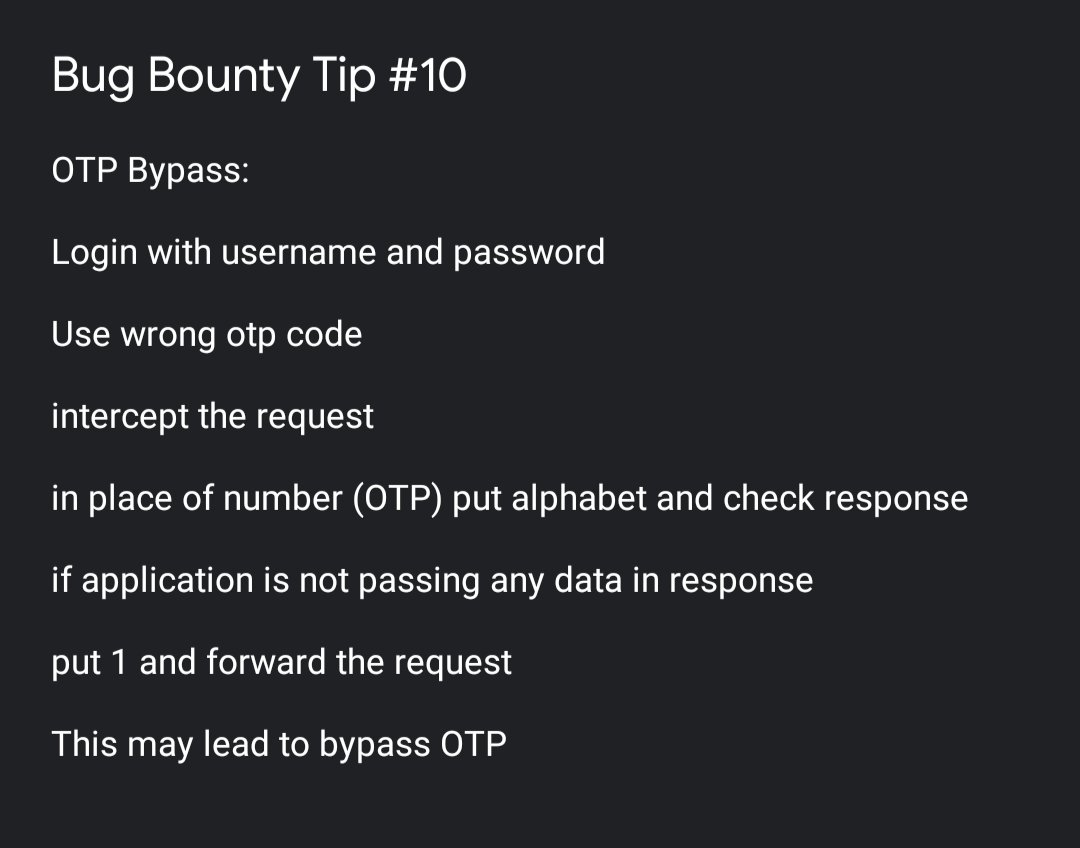 Bug Bounty Tip #10
OTP Bypass:
Login with username and password
Use wrong otp code
intercept the request
in place of number (OTP) put alphabet and check response
if application is not passing any data in response
put 1 and forward the request
This may lead to bypass OTP